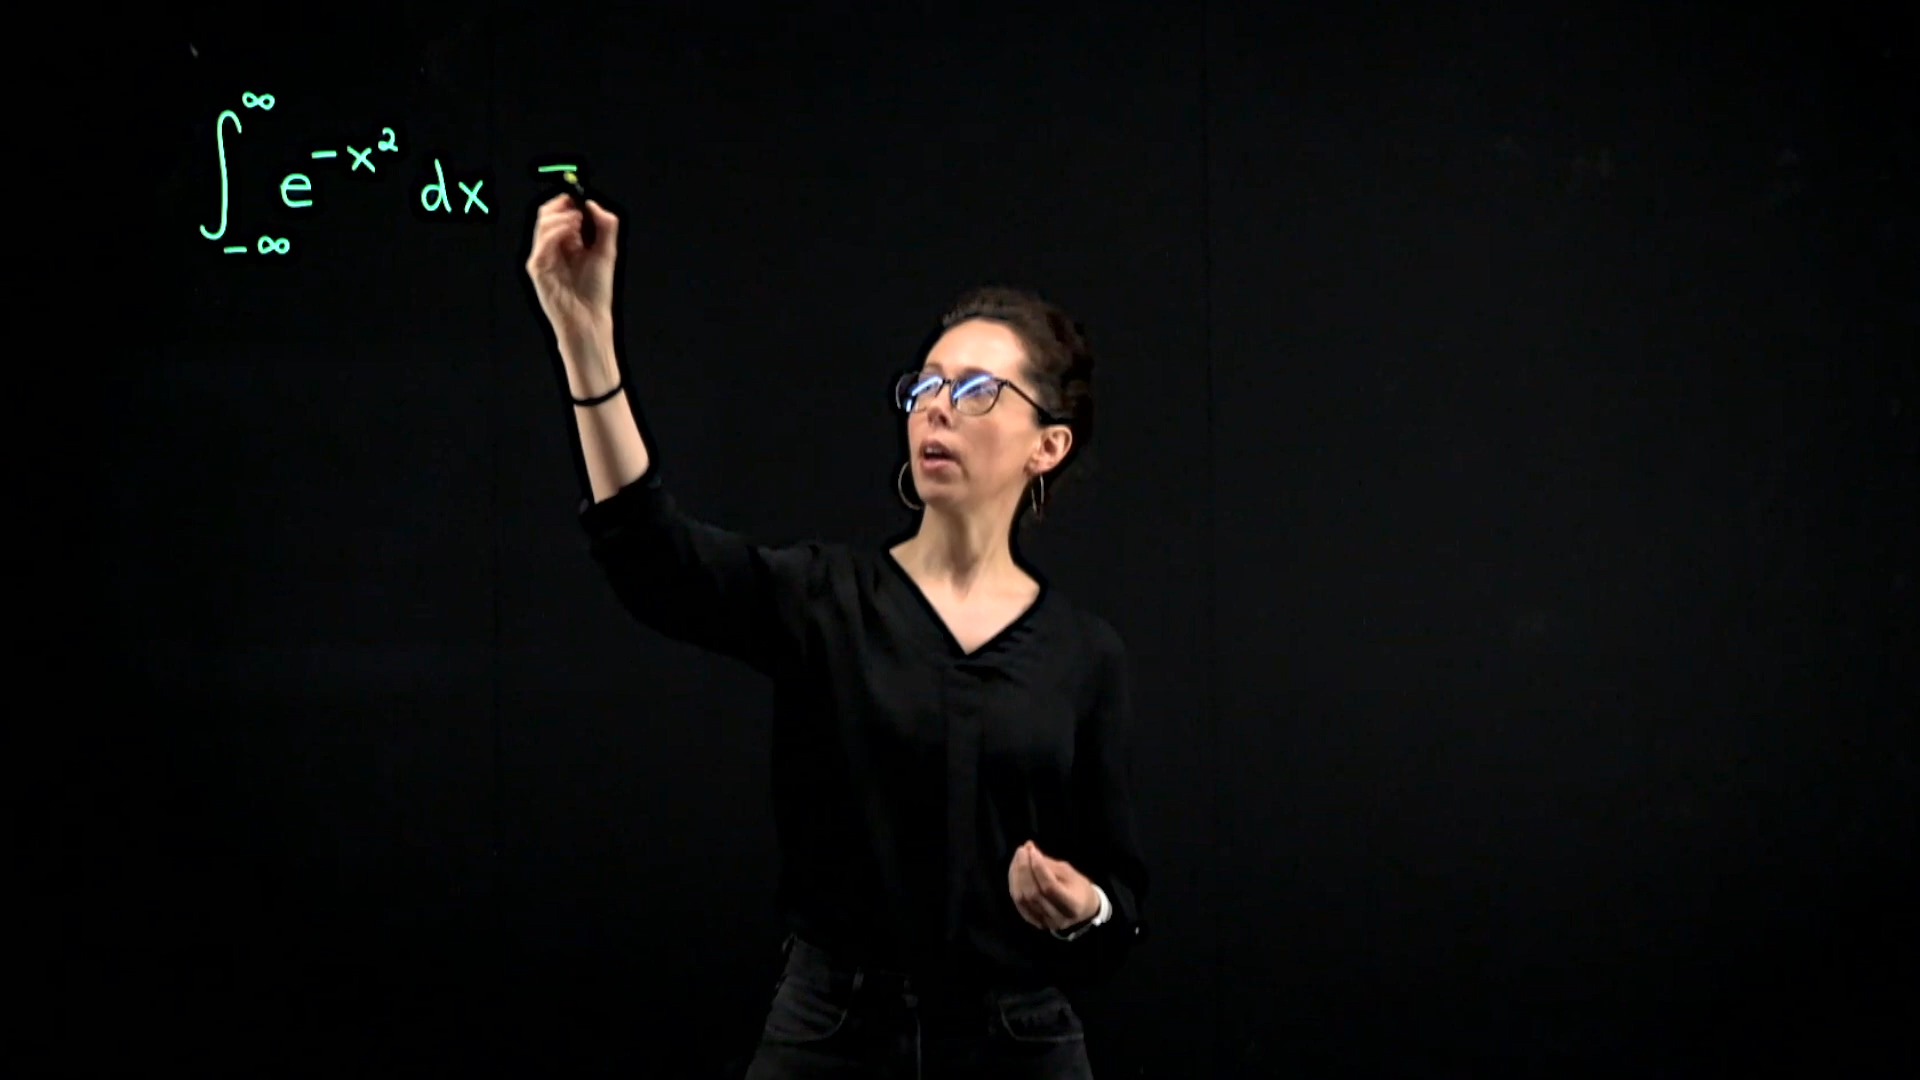 ∫_{-∞}^{∞} e^{-x²} dx =